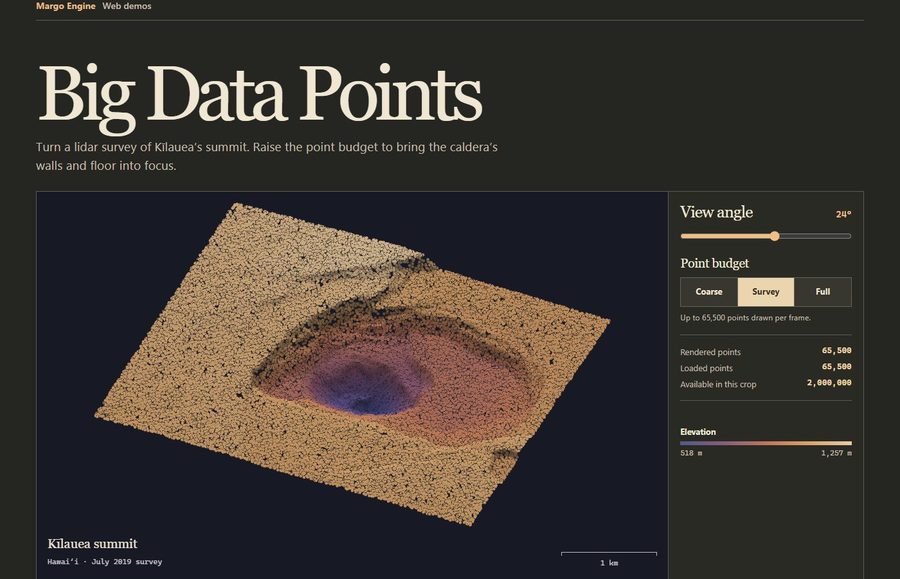 Margo Engine Web demos
Big Data Points
Turn a lidar survey of Kīlauea's summit. Raise the point budget to bring the caldera's
walls and floor into focus.
View angle 24°
Point budget
Coarse Survey Full
Up to 65,500 points drawn per frame.
Rendered points 65,500
Loaded points 65,500
Available in this crop 2,000,000
Elevation
518 m 1,257 m
Kīlauea summit
Hawaiʻi · July 2019 survey
1 km